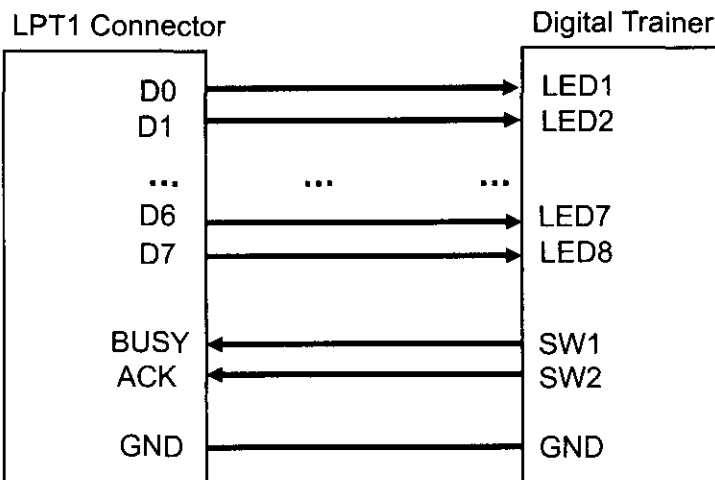 LPT1 Connector Digital Trainer
D0 LED1
D1 LED2
... ... ...
D6 LED7
D7 LED8
BUSY SW1
ACK SW2
GND GND